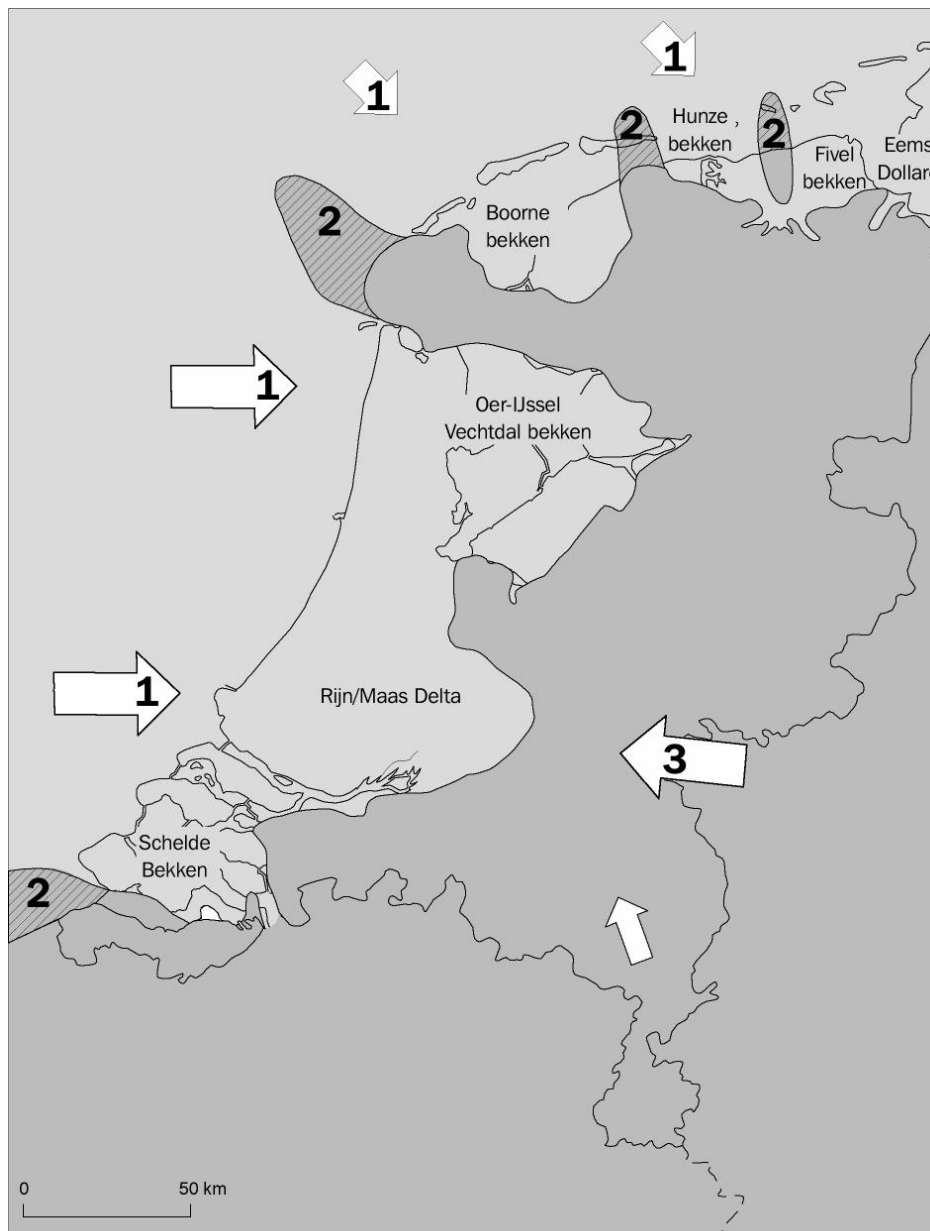 1
1
2
Hunze
bekken
2
Fivel
bekken
Eems
Dollard
2
Boorne
bekken
1
Oer-IJssel
Vechtdal bekken
1
Rijn/Maas Delta
3
Schelde
Bekken
2
0 50 km